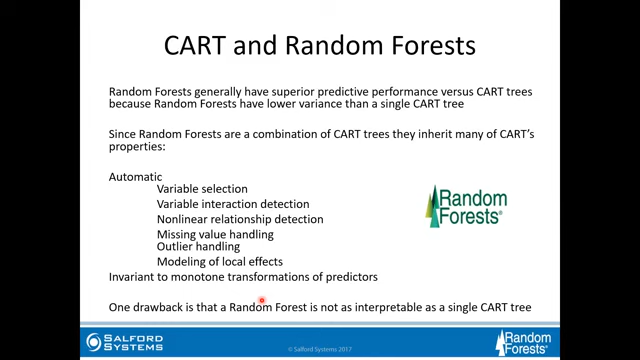 CART and Random Forests
Random Forests generally have superior predictive performance versus CART trees
because Random Forests have lower variance than a single CART tree
Since Random Forests are a combination of CART trees they inherit many of CART's
properties:
Automatic
Variable selection
Variable interaction detection
Nonlinear relationship detection
Missing value handling
Outlier handling
Modeling of local effects
Invariant to monotone transformations of predictors
Random
Forests®
One drawback is that a Random Forest is not as interpretable as a single CART tree
SALFORD
SYSTEMS
© Salford Systems 2017
Random
Forests®